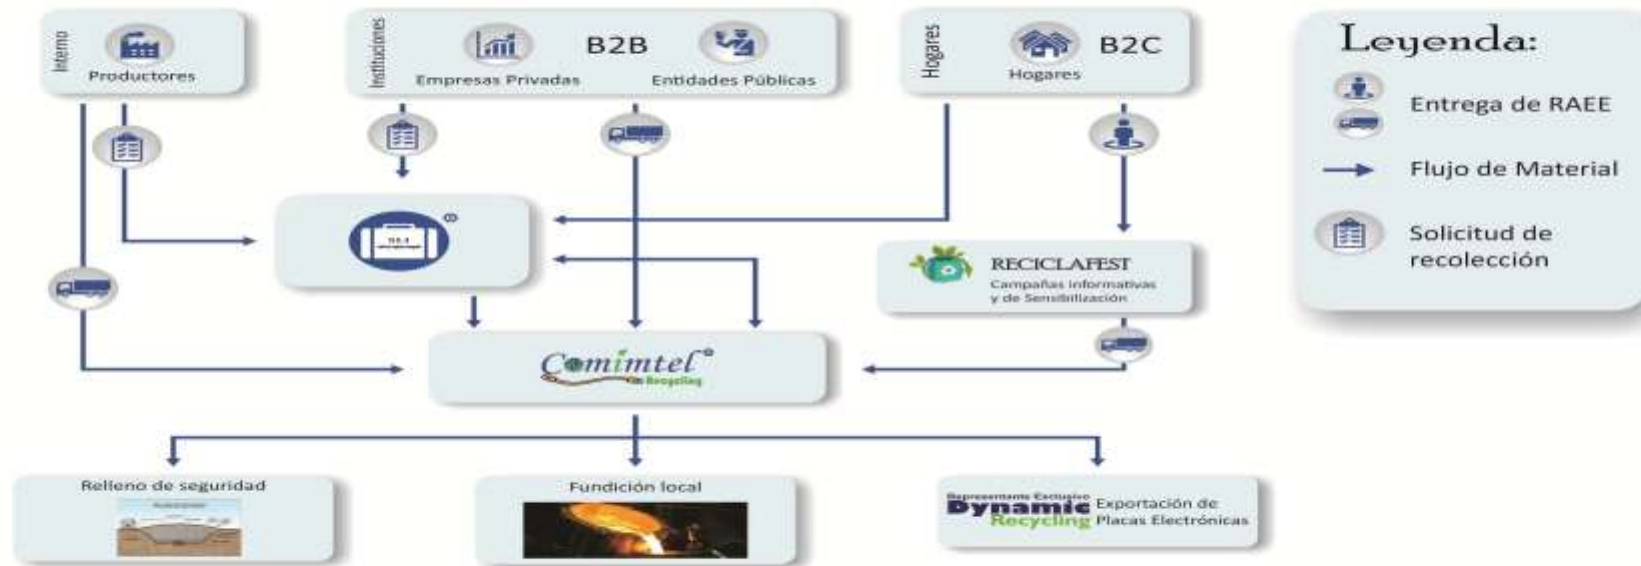 Interno
Productores
Instituciones
B2B
Empresas Privadas
Entidades Públicas
Hogares
B2C
Hogares
Leyenda:
Entrega de RAEE
Flujo de Material
Solicitud de
recolección
RECICLAFEST
Campañas informativas
y de Sensibilización
Comimtel
Recycling
Relleno de seguridad
Fundición local
Representante Exclusivo
Dynamic
Recycling
Exportación de
Placas Electrónicas